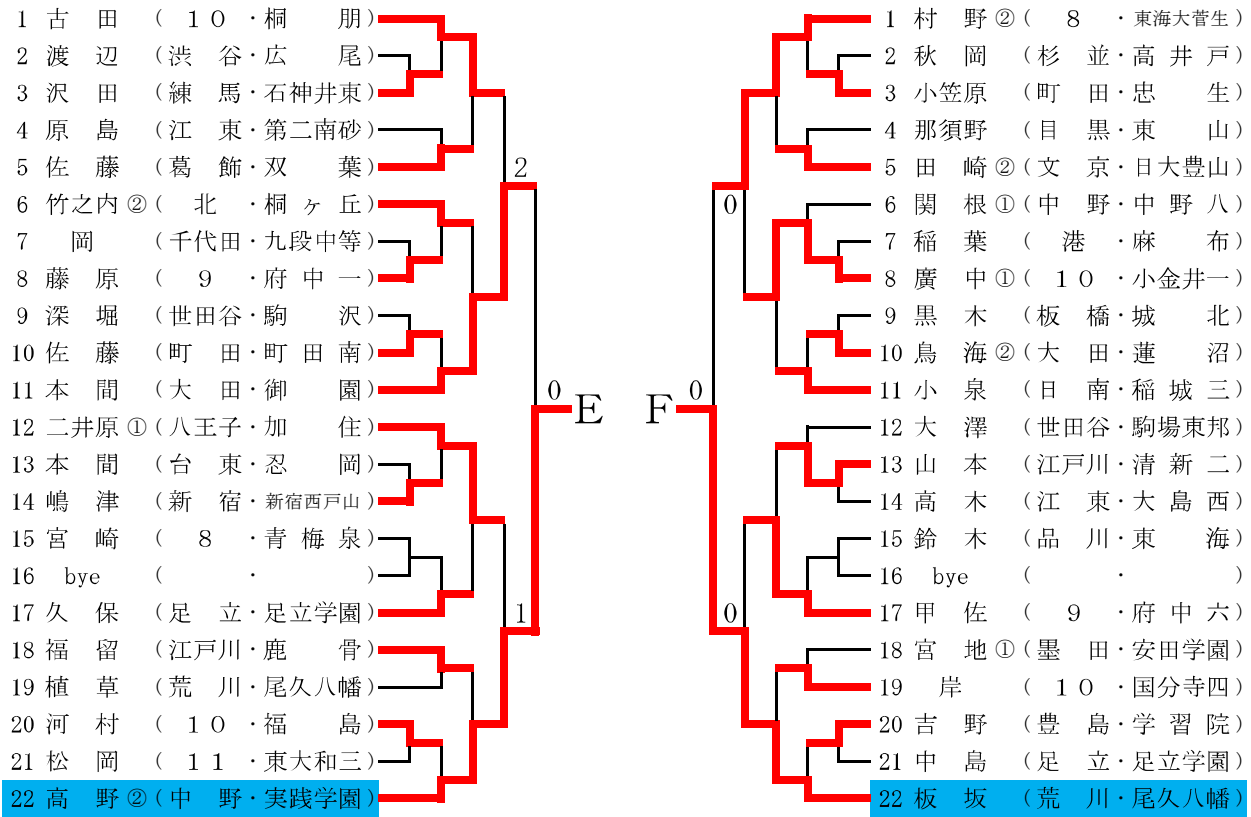 1 古 田 ( 10 ・桐 朋)
2 渡 辺 (渋 谷・広 尾)
3 沢 田 (練 馬・石神井東)
4 原 島 (江 東・第二南砂)
5 佐 藤 (葛 飾・双 葉)
6 竹之内②( 北 ・桐 ヶ 丘)
7 岡 (千代田・九段中等)
8 藤 原 ( 9 ・府 中 一)
9 深 堀 (世田谷・駒 沢)
10 佐 藤 (町 田・町 田 南)
11 本 間 (大 田・御 園)
12 二井原①(八王子・加 住)
13 本 間 (台 東・忍 岡)
14 嶋 津 (新 宿・新宿西戸山)
15 宮 崎 ( 8 ・青 梅 泉)
16 bye ( ・ )
17 久 保 (足 立・足立学園)
18 福 留 (江戸川・鹿 骨)
19 植 草 (荒 川・尾久八幡)
20 河 村 ( 10 ・福 島)
21 松 岡 ( 11 ・東大和三)
22 高 野②(中 野・実践学園)
2
0
1
E
F
0
0
0
1 村 野②( 8 ・東海大菅生)
2 秋 岡 (杉 並・高 井 戸)
3 小笠原 (町 田・忠 生)
4 那須野 (目 黒・東 山)
5 田 崎②(文 京・日大豊山)
6 関 根①(中 野・中 野 八)
7 稲 葉 ( 港 ・麻 布)
8 廣 中①( 10 ・小金井一)
9 黒 木 (板 橋・城 北)
10 鳥 海②(大 田・蓮 沼)
11 小 泉 (日 南・稲 城 三)
12 大 澤 (世田谷・駒場東邦)
13 山 本 (江戸川・清 新 二)
14 高 木 (江 東・大 島 西)
15 鈴 木 (品 川・東 海)
16 bye ( ・ )
17 甲 佐 ( 9 ・府 中 六)
18 宮 地①(墨 田・安田学園)
19 岸 ( 10 ・国分寺四)
20 吉 野 (豊 島・学 習 院)
21 中 島 (足 立・足立学園)
22 板 坂 (荒 川・尾久八幡)